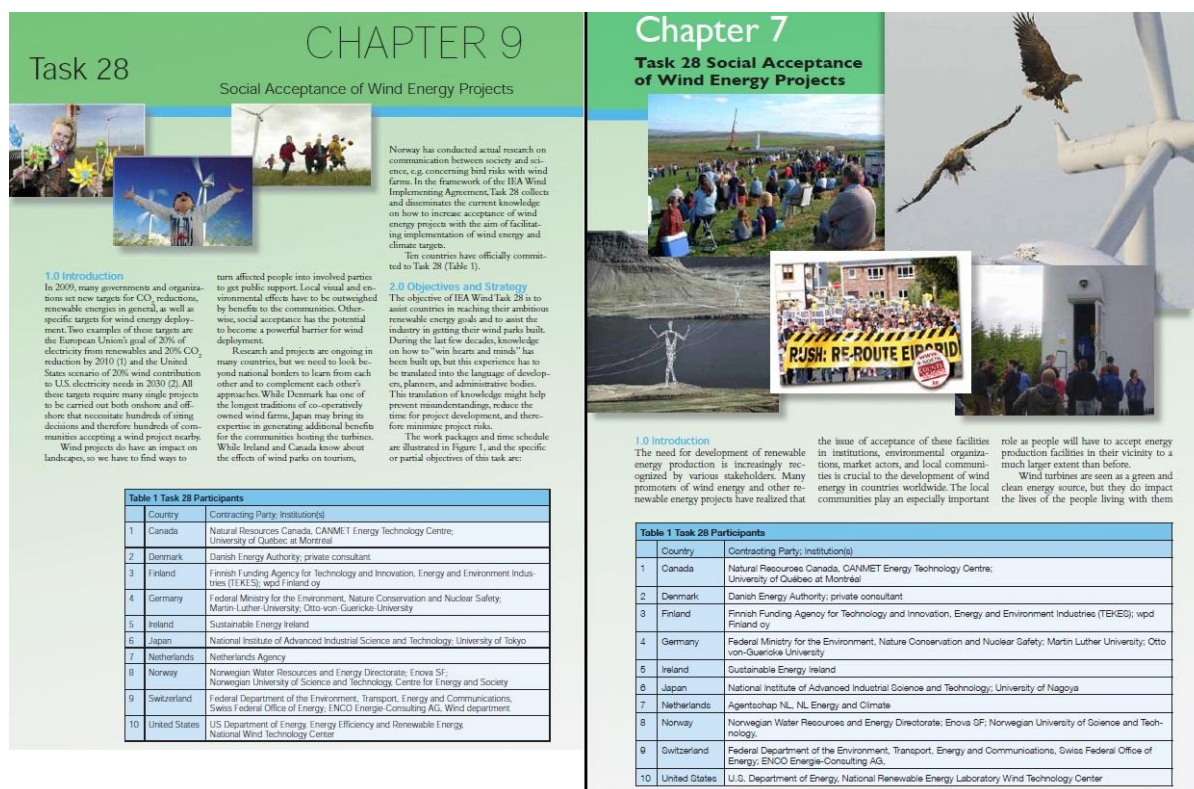 CHAPTER 9
Task 28
Social Acceptance of Wind Energy Projects
Norway has conducted actual research on
communication between society and sci-
ence, e.g. concerning bird risks with wind
farms. In the framework of the IEA Wind
Implementing Agreement, Task 28 collects
and disseminates the current knowledge
on how to increase acceptance of wind
energy projects with the aim of facilitat-
ing implementation of wind energy and
climate targets.
Ten countries have officially commit-
ted to Task 28 (Table 1).
1.0 Introduction
In 2009, many governments and organiza-
tions set new targets for CO2 reductions,
renewable energies in general, as well as
specific targets for wind energy deploy-
ment. Two examples of these targets are
the European Union's goal of 20% of
electricity from renewables and 20% CO2
reduction by 2010 (1) and the United
States scenario of 20% wind contribution
to U.S. electricity needs in 2030 (2). All
these targets require many single projects
to be carried out both onshore and off-
shore that necessitate hundreds of siting
decisions and therefore hundreds of com-
munities accepting a wind project nearby.
Wind projects do have an impact on
landscapes, so we have to find ways to
turn affected people into involved parties
to get public support. Local visual and en-
vironmental effects have to be outweighed
by benefits to the communities. Other-
wise, social acceptance has the potential
to become a powerful barrier for wind
deployment.
Research and projects are ongoing in
many countries, but we need to look be-
yond national borders to learn from each
other and to complement each other's
approaches. While Denmark has one of
the longest traditions of co-operatively
owned wind farms, Japan may bring its
expertise in generating additional benefits
for the communities hosting the turbines.
While Ireland and Canada know about
the effects of wind parks on tourism,
2.0 Objectives and Strategy
The objective of IEA Wind Task 28 is to
assist countries in reaching their ambitious
renewable energy goals and to assist the
industry in getting their wind parks built.
During the last few decades, knowledge
on how to "win hearts and minds" has
been built up, but this experience has to
be translated into the language of develop-
ers, planners, and administrative bodies.
This translation of knowledge might help
prevent misunderstandings, reduce the
time for project development, and there-
fore minimize project risks.
The work packages and time schedule
are illustrated in Figure 1, and the specific
or partial objectives of this task are:
Table 1 Task 28 Participants
Country Contracting Party; Institution(s)
1 Canada Natural Resources Canada, CANMET Energy Technology Centre;
University of Québec at Montréal
2 Denmark Danish Energy Authority; private consultant
3 Finland Finnish Funding Agency for Technology and Innovation, Energy and Environment Indus-
tries (TEKES); wpd Finland oy
4 Germany Federal Ministry for the Environment, Nature Conservation and Nuclear Safety;
Martin-Luther-University; Otto-von-Guericke-University
5 Ireland Sustainable Energy Ireland
6 Japan National Institute of Advanced Industrial Science and Technology; University of Tokyo
7 Netherlands Netherlands Agency
8 Norway Norwegian Water Resources and Energy Directorate; Enova SF;
Norwegian University of Science and Technology, Centre for Energy and Society
9 Switzerland Federal Department of the Environment, Transport, Energy and Communications,
Swiss Federal Office of Energy; ENCO Energie-Consulting AG, Wind department
10 United States US Department of Energy, Energy Efficiency and Renewable Energy,
National Wind Technology Center
Chapter 7
Task 28 Social Acceptance
of Wind Energy Projects
RUSH: RE-ROUTE EIRGRID
1.0 Introduction
The need for development of renewable
energy production is increasingly rec-
ognized by various stakeholders. Many
promoters of wind energy and other re-
newable energy projects have realized that
the issue of acceptance of these facilities
in institutions, environmental organiza-
tions, market actors, and local communi-
ties is crucial to the development of wind
energy in countries worldwide. The local
communities play an especially important
role as people will have to accept energy
production facilities in their vicinity to a
much larger extent than before.
Wind turbines are seen as a green and
clean energy source, but they do impact
the lives of the people living with them
Table 1 Task 28 Participants
Country Contracting Party; Institution(s)
1 Canada Natural Resources Canada, CANMET Energy Technology Centre;
University of Québec at Montréal
2 Denmark Danish Energy Authority; private consultant
3 Finland Finnish Funding Agency for Technology and Innovation, Energy and Environment Industries (TEKES); wpd
Finland oy
4 Germany Federal Ministry for the Environment, Nature Conservation and Nuclear Safety; Martin Luther University; Otto
von-Guericke University
5 Ireland Sustainable Energy Ireland
6 Japan National Institute of Advanced Industrial Science and Technology; University of Nagoya
7 Netherlands Agentschap NL, NL Energy and Climate
8 Norway Norwegian Water Resources and Energy Directorate; Enova SF; Norwegian University of Science and Tech-
nology,
9 Switzerland Federal Department of the Environment, Transport, Energy and Communications, Swiss Federal Office of
Energy; ENCO Energie-Consulting AG,
10 United States U.S. Department of Energy, National Renewable Energy Laboratory Wind Technology Center